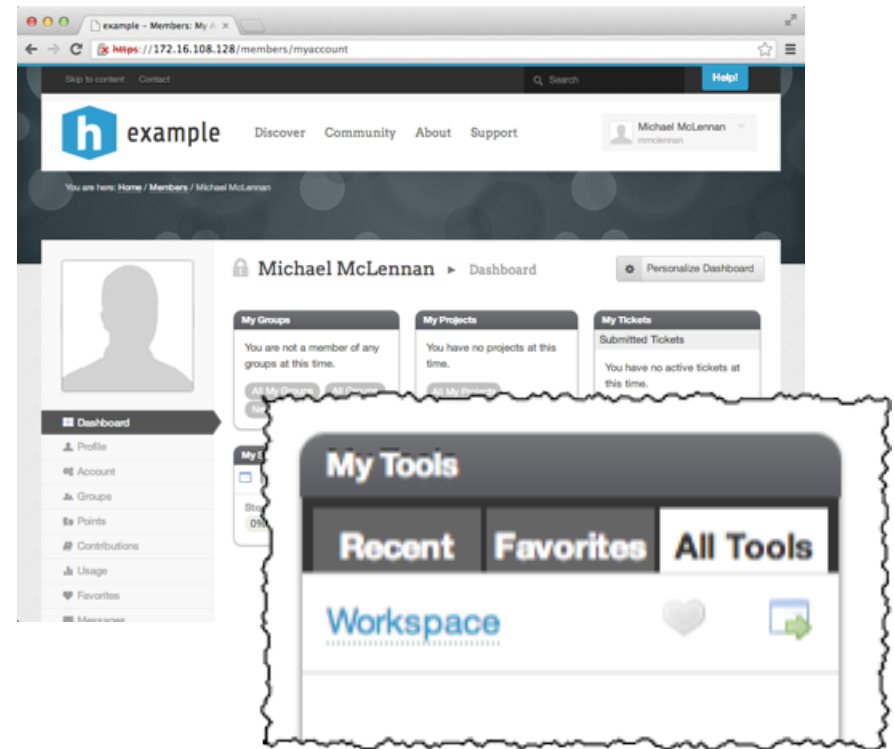 example – Members: My A
https://172.16.108.128/members/myaccount
Skip to content Contact
Search
Help!
h example
Discover Community About Support
Michael McLennan
mmclennan
You are here: Home / Members / Michael McLennan
Michael McLennan ► Dashboard
Personalize Dashboard
My Groups
You are not a member of any
groups at this time.
All My Groups All Groups
My Projects
You have no projects at this
time.
All My Projects
My Tickets
Submitted Tickets
You have no active tickets at
this time.
Dashboard
Profile
Account
Groups
Points
Contributions
Usage
Favorites
Messages
My Tools
Recent Favorites All Tools
Workspace